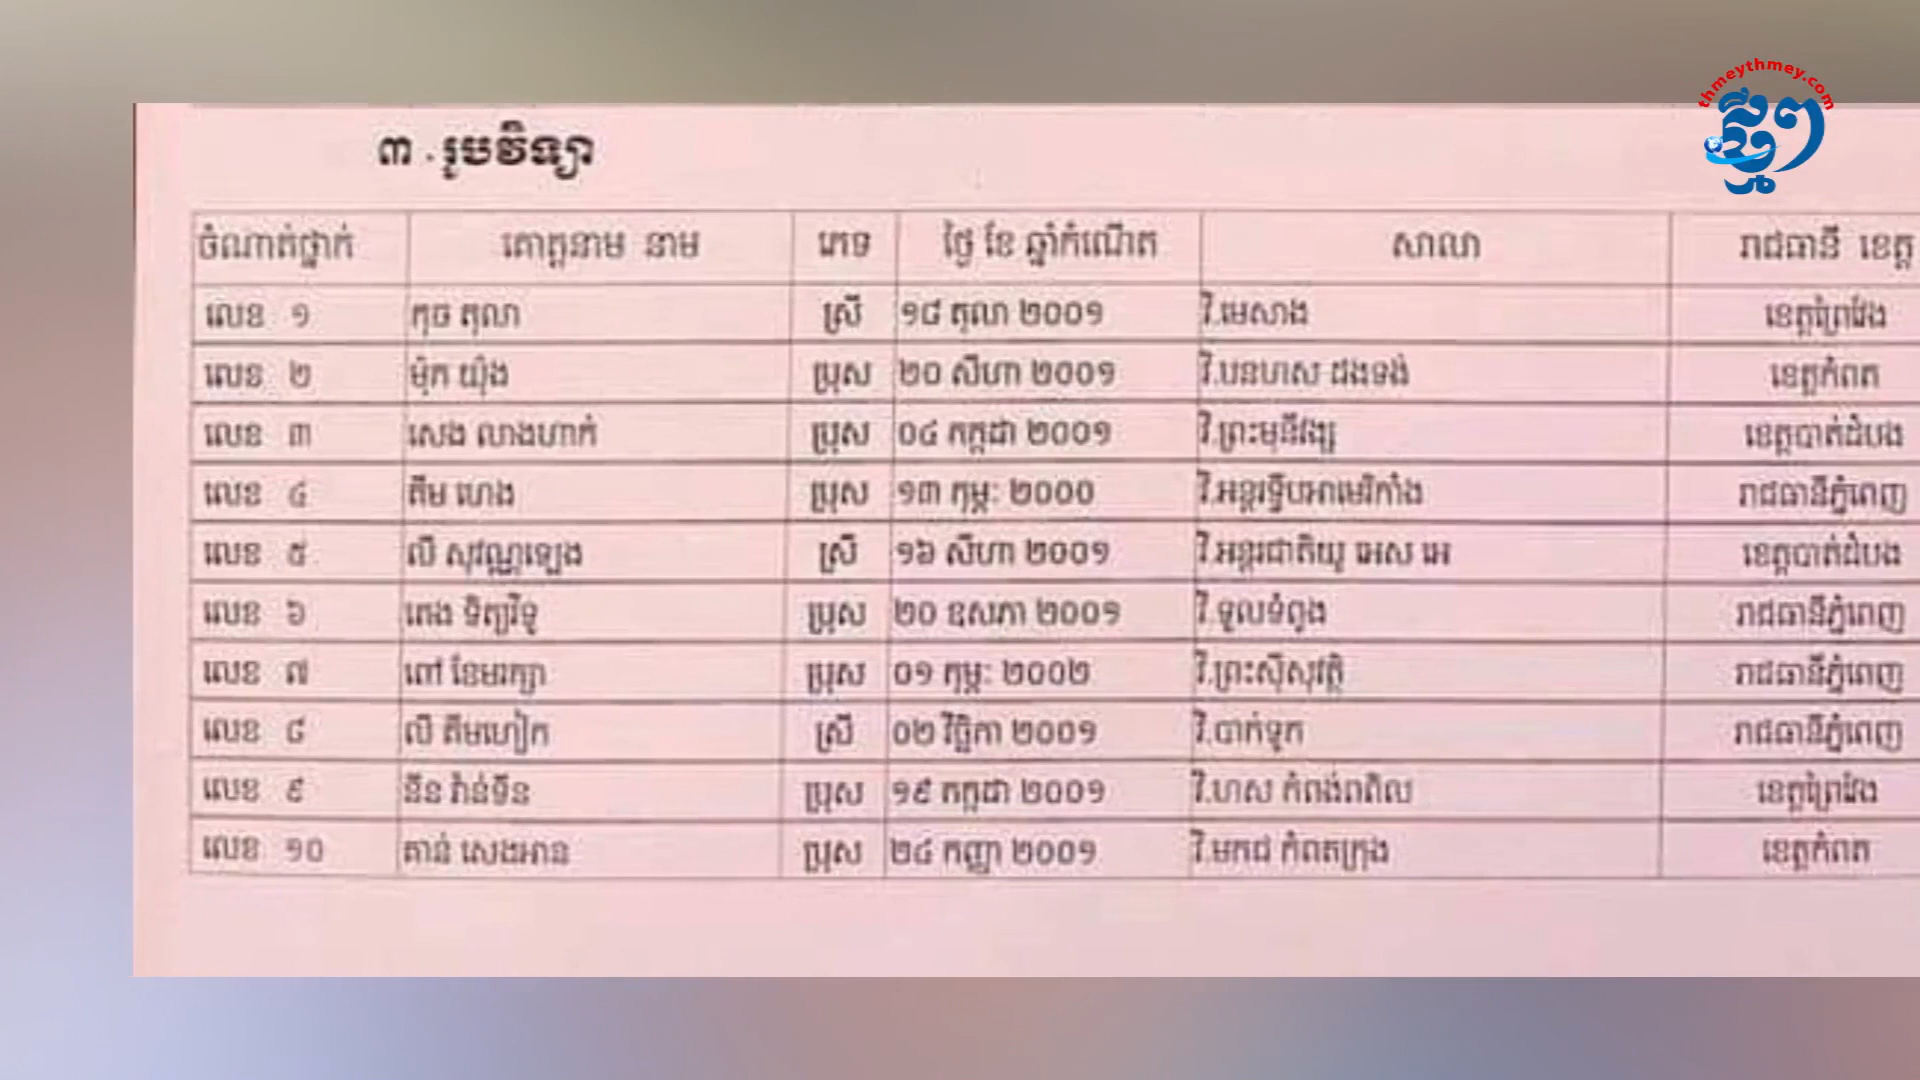 thmeythmey.com
ថ្មីៗ
៣ . រូបវិទ្យា
ចំណាត់ថ្នាក់ គោត្តនាម នាម ភេទ ថ្ងៃ ខែ ឆ្នាំកំណើត សាលា រាជធានី ខេត្ត
លេខ ១ កុច តុលា ស្រី ១៨ តុលា ២០០១ វិ.មេសាង ខេត្តព្រៃវែង
លេខ ២ ម៉ុក យ៉ុង ប្រុស ២០ សីហា ២០០១ វិ.បនហស ដងទង់ ខេត្តកំពត
លេខ ៣ សេង លាងហាក់ ប្រុស ០៤ កក្កដា ២០០១ វិ.ព្រះមុនីវង្ស ខេត្តបាត់ដំបង
លេខ ៤ គីម ហេង ប្រុស ១៣ កុម្ភៈ ២០០០ វិ.អន្តរទ្វីបអាមេរិកាំង រាជធានីភ្នំពេញ
លេខ ៥ លី សុវណ្ណឡេង ស្រី ១៦ សីហា ២០០១ វិ.អន្តរជាតិយូ អេស អេ ខេត្តបាត់ដំបង
លេខ ៦ តេង ទិត្យវិទូ ប្រុស ២០ ឧសភា ២០០១ វិ.ទួលទំពូង រាជធានីភ្នំពេញ
លេខ ៧ ពៅ ខែមរក្សា ប្រុស ០១ កុម្ភៈ ២០០២ វិ.ព្រះស៊ីសុវត្ថិ រាជធានីភ្នំពេញ
លេខ ៨ លី គីមហៀក ស្រី ០២ វិច្ឆិកា ២០០១ វិ.បាក់ទូក រាជធានីភ្នំពេញ
លេខ ៩ នីន វ៉ាន់ទីន ប្រុស ១៩ កក្កដា ២០០១ វិ.ហស កំពង់ពពិល ខេត្តព្រៃវែង
លេខ ១០ គាន់ សេងអាន ប្រុស ២៤ កញ្ញា ២០០១ វិ.មកជ កំពតក្រុង ខេត្តកំពត